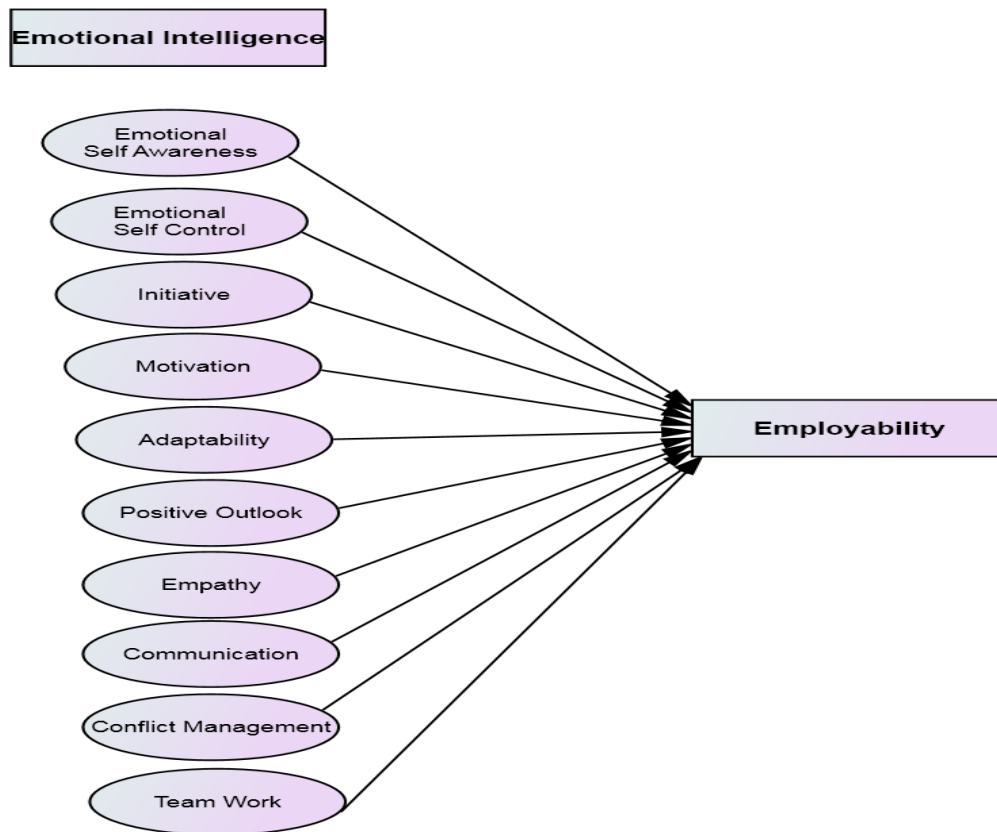 Emotional Intelligence
Emotional
Self Awareness
Emotional
Self Control
Initiative
Motivation
Adaptability
Positive Outlook
Empathy
Communication
Conflict Management
Team Work
Employability